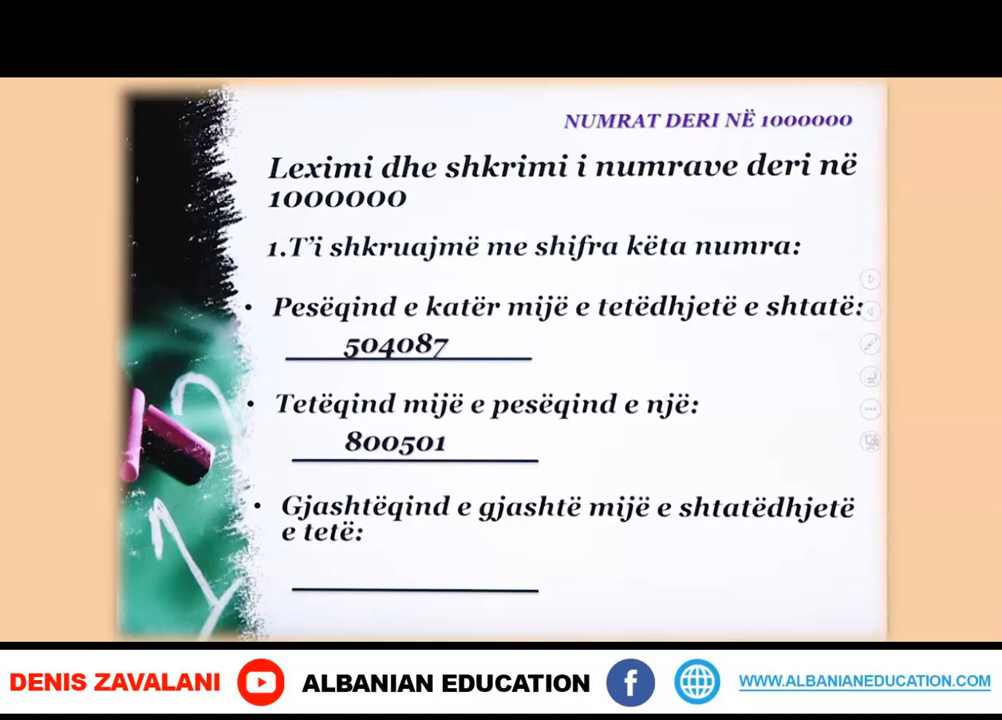 NUMRAT DERI NË 1000000
Leximi dhe shkrimi i numrave deri në
1000000
1.T'i shkruajmë me shifra këta numra:
• Pesëqind e katër mijë e tetëdhjetë e shtatë:
504087
• Tetëqind mijë e pesëqind e një:
800501
• Gjashtëqind e gjashtë mijë e shtatëdhjetë
e tetë:
DENIS ZAVALANI ALBANIAN EDUCATION f WWW.ALBANIANEDUCATION.COM